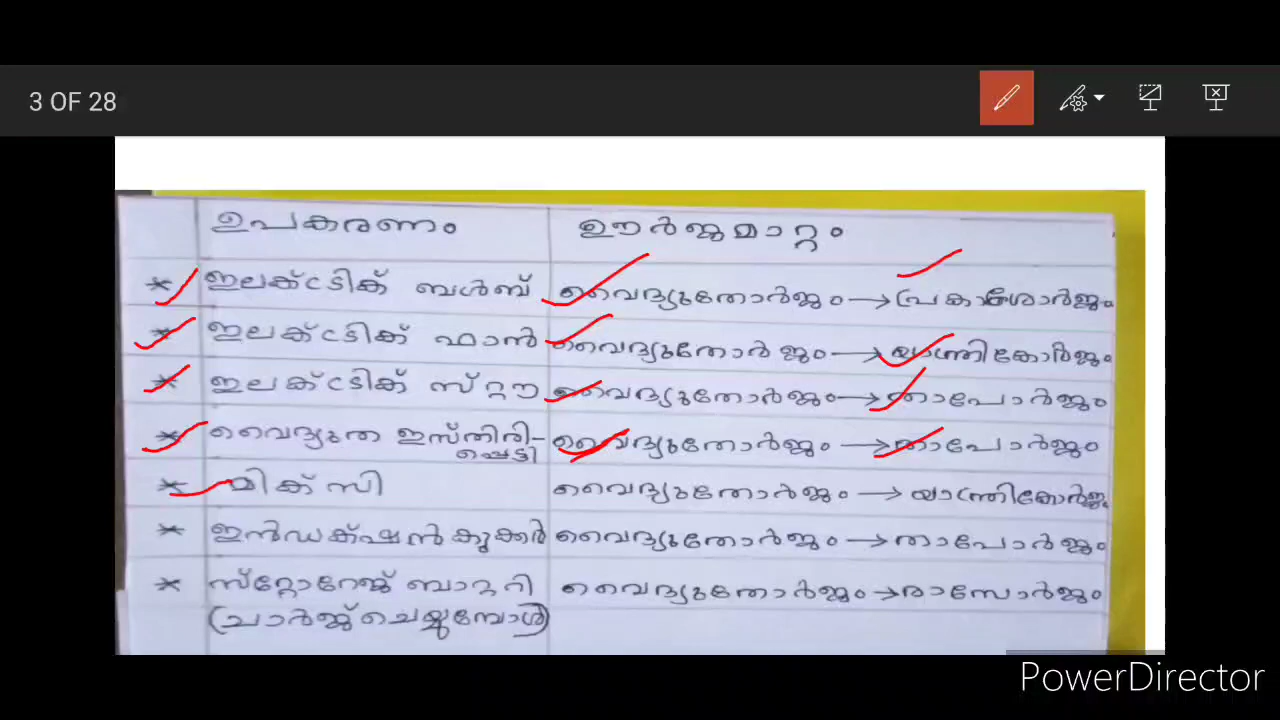 3 OF 28
ഉപകരണം ഊർജ്ജമാറ്റം
* ഇലക്ട്രിക് ബൾബ് വൈദ്യുതോർജം → പ്രകാശോർജം
* ഇലക്ട്രിക് ഫാൻ വൈദ്യുതോർജം → യാന്ത്രികോർജം
* ഇലക്ട്രിക് സ്റ്റൗ വൈദ്യുതോർജം → താപോർജം
* വൈദ്യുത ഇസ്തിരി- വൈദ്യുതോർജം → താപോർജം
പ്പെട്ടി
* മിക്സി വൈദ്യുതോർജം → യാന്ത്രികോർജം
* ഇൻഡക്ഷൻകുക്കർ വൈദ്യുതോർജം → താപോർജം
* സ്റ്റോറേജ് ബാറ്ററി വൈദ്യുതോർജം → രാസോർജം
(ചാർജ് ചെയ്യുമ്പോൾ)
PowerDirector